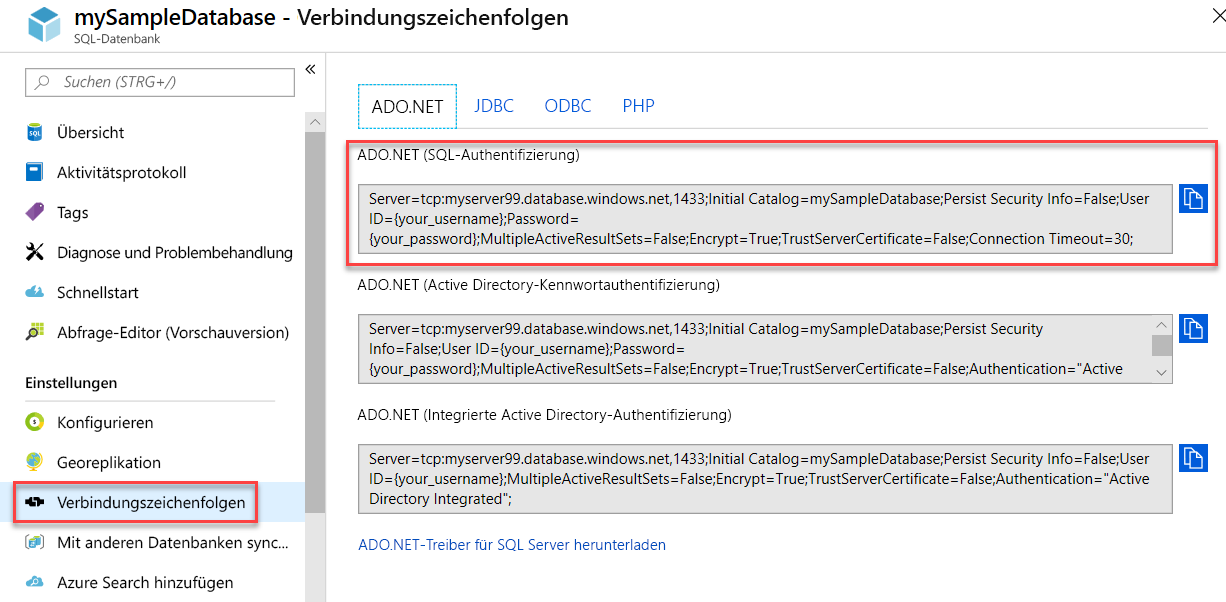 mySampleDatabase - Verbindungszeichenfolgen
SQL-Datenbank
Suchen (STRG+/)
Übersicht
Aktivitätsprotokoll
Tags
Diagnose und Problembehandlung
Schnellstart
Abfrage-Editor (Vorschauversion)
Einstellungen
Konfigurieren
Georeplikation
Verbindungszeichenfolgen
Mit anderen Datenbanken sync...
Azure Search hinzufügen
ADO.NET JDBC ODBC PHP
ADO.NET (SQL-Authentifizierung)
Server=tcp:myserver99.database.windows.net,1433;Initial Catalog=mySampleDatabase;Persist Security Info=False;User
ID={your_username};Password=
{your_password};MultipleActiveResultSets=False;Encrypt=True;TrustServerCertificate=False;Connection Timeout=30;
ADO.NET (Active Directory-Kennwortauthentifizierung)
Server=tcp:myserver99.database.windows.net,1433;Initial Catalog=mySampleDatabase;Persist Security
Info=False;User ID={your_username};Password=
{your_password};MultipleActiveResultSets=False;Encrypt=True;TrustServerCertificate=False;Authentication="Active
ADO.NET (Integrierte Active Directory-Authentifizierung)
Server=tcp:myserver99.database.windows.net,1433;Initial Catalog=mySampleDatabase;Persist Security Info=False;User
ID={your_username};MultipleActiveResultSets=False;Encrypt=True;TrustServerCertificate=False;Authentication="Active
Directory Integrated";
ADO.NET-Treiber für SQL Server herunterladen